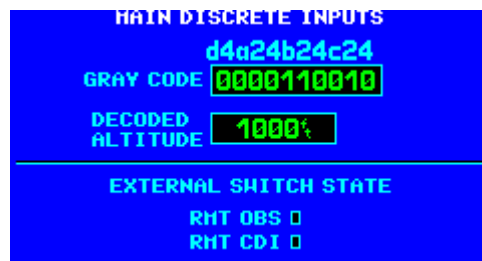 MAIN DISCRETE INPUTS
d4a24b24c24
GRAY CODE 0000110010
DECODED ALTITUDE 1000ft
EXTERNAL SWITCH STATE
RMT OBS
RMT CDI